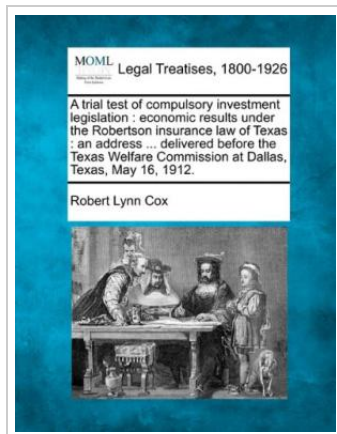 MOML
Legal Treatises, 1800-1926
A trial test of compulsory investment
legislation : economic results under
the Robertson insurance law of Texas
: an address ... delivered before the
Texas Welfare Commission at Dallas,
Texas, May 16, 1912.
Robert Lynn Cox